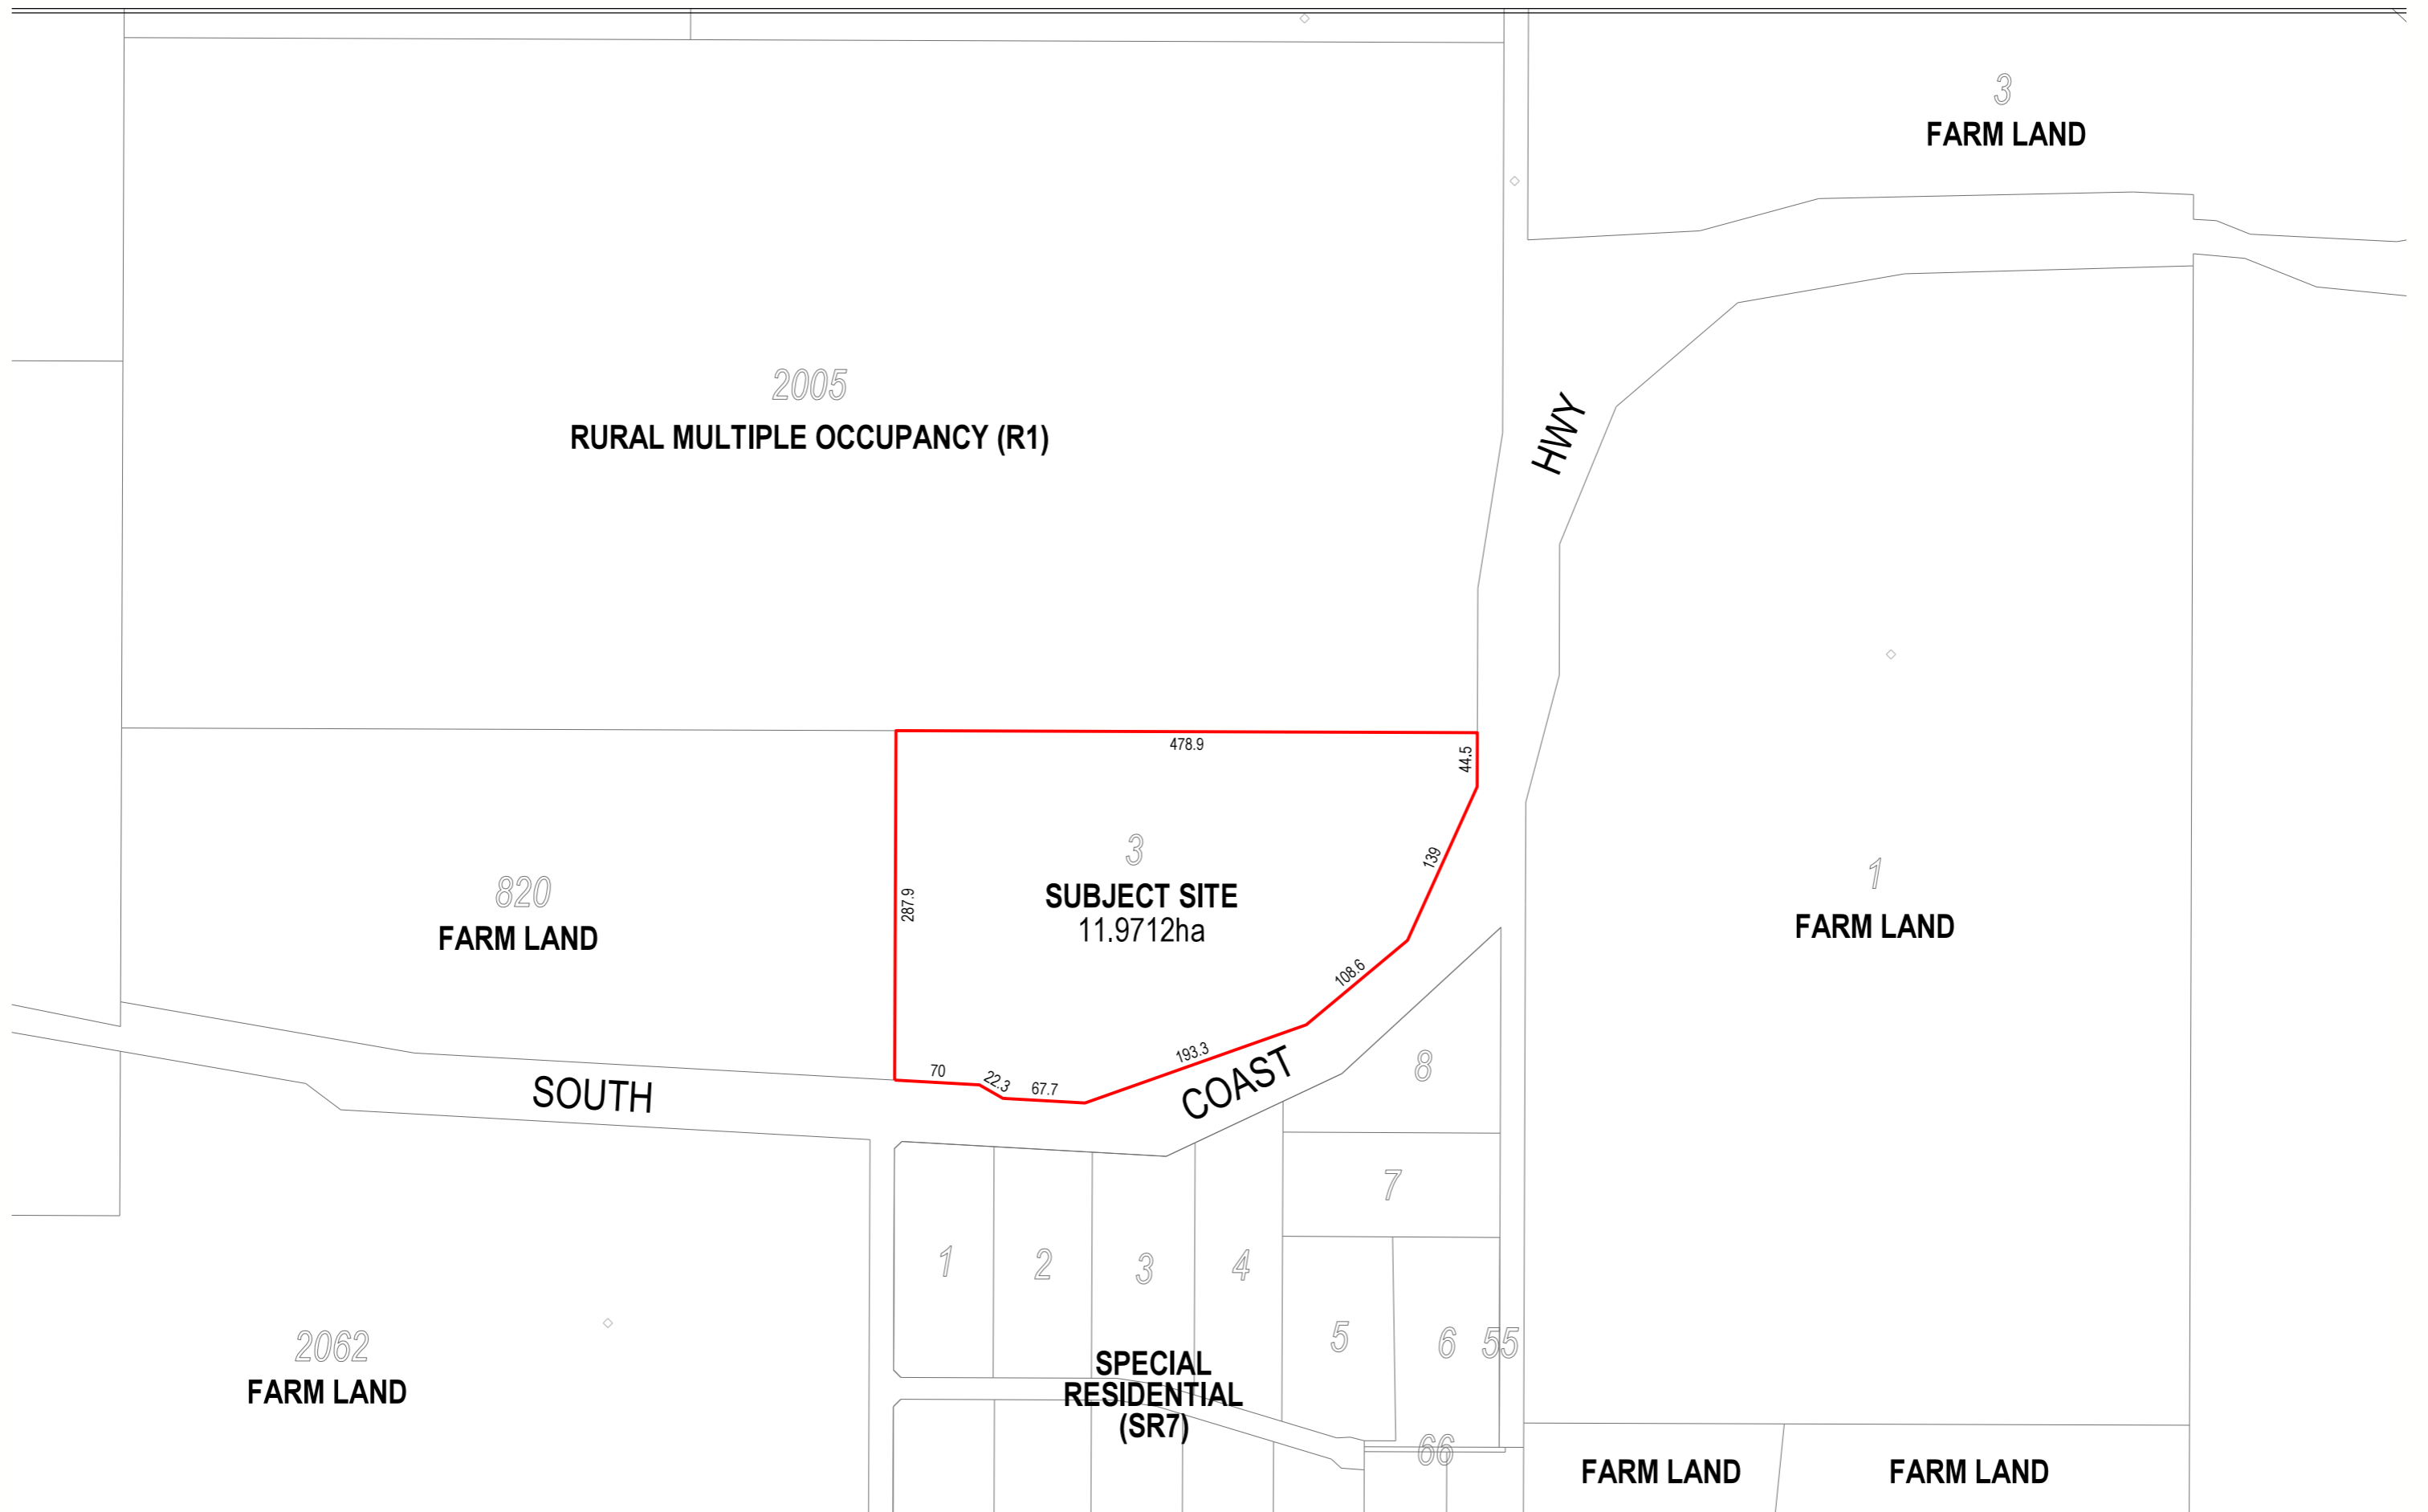 3
FARM LAND
2005
RURAL MULTIPLE OCCUPANCY (R1)
HWY
478.9
44.5
139
3
SUBJECT SITE
11.9712ha
287.9
820
FARM LAND
1
FARM LAND
108.6
193.3
70
22.3
67.7
SOUTH
COAST
8
7
1
2
3
4
5
6
55
2062
FARM LAND
SPECIAL
RESIDENTIAL
(SR7)
66
FARM LAND
FARM LAND